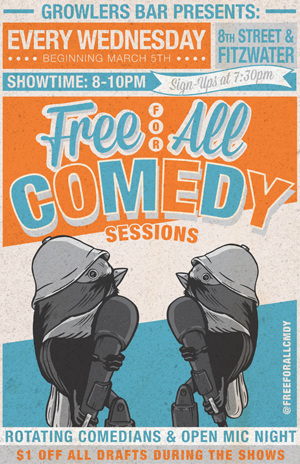 GROWLERS BAR PRESENTS:
EVERY WEDNESDAY
BEGINNING MARCH 5TH
8TH STREET &
FITZWATER
SHOWTIME: 8-10PM
Sign-Ups at 7:30pm
Free FOR All
COMEDY
SESSIONS
@FREEFORALLCMDY
ROTATING COMEDIANS & OPEN MIC NIGHT
$1 OFF ALL DRAFTS DURING THE SHOWS